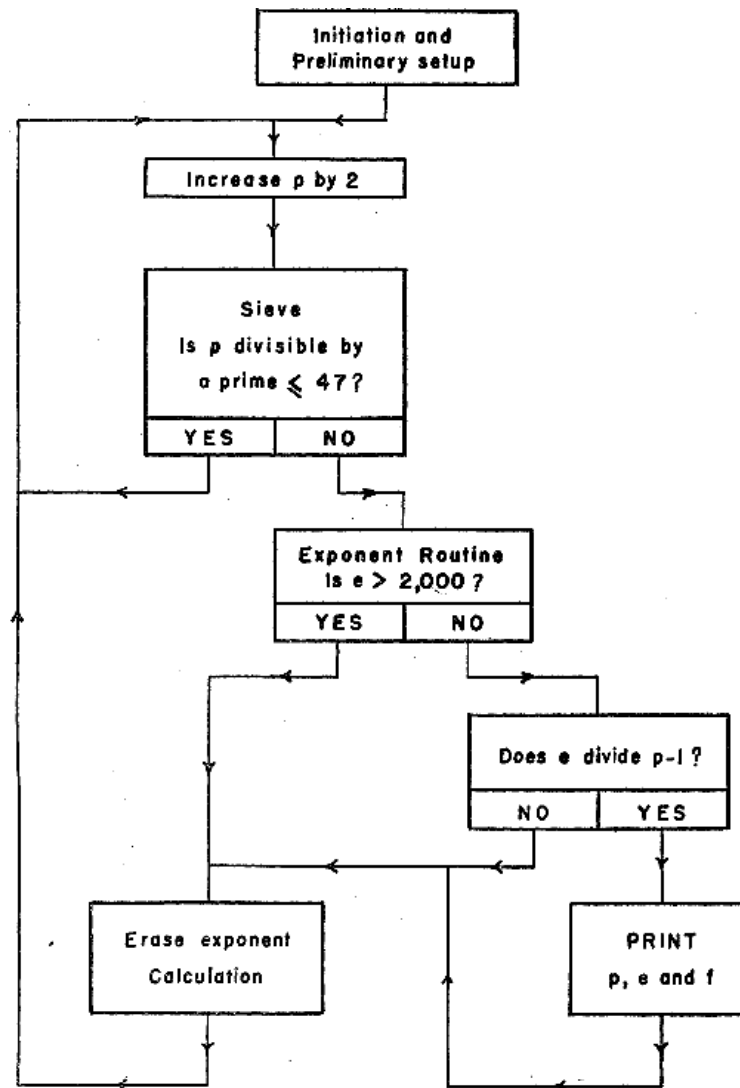 Initiation and
Preliminary setup
Increase p by 2
Sieve
Is p divisible by
a prime ⩽ 47?
YES NO
Exponent Routine
Is e > 2,000?
YES NO
Does e divide p-1?
NO YES
Erase exponent
Calculation
PRINT
p, e and f